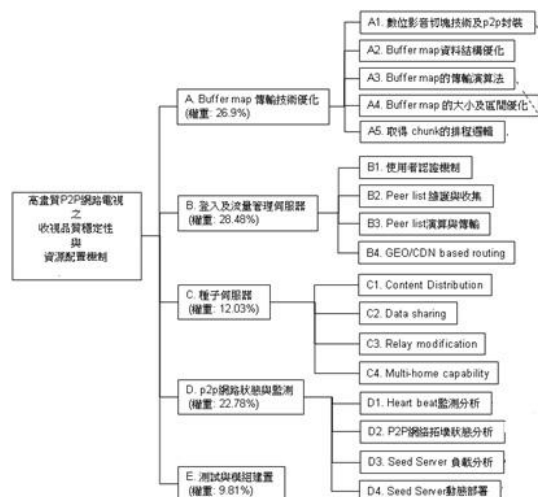 高畫質P2P網路電視
之
收視品質穩定性
與
資源配置機制
A. Buffer map 傳輸技術優化
(權重: 26.9%)
A1. 數位影音切塊技術及p2p封裝
A2. Buffer map資料結構優化
A3. Buffer map的傳輸演算法
A4. Buffer map 的大小及區間優化
A5. 取得 chunk的排程邏輯
B. 登入及流量管理伺服器
(權重: 28.48%)
B1. 使用者認證機制
B2. Peer list 維護與收集
B3. Peer list演算與傳輸
B4. GEO/CDN based routing
C. 種子伺服器
(權重: 12.03%)
C1. Content Distribution
C2. Data sharing
C3. Relay modification
C4. Multi-home capability
D. p2p網路狀態與監測
(權重: 22.78%)
D1. Heart beat監測分析
D2. P2P網絡拓墣狀態分析
D3. Seed Server 負載分析
D4. Seed Server動態部署
E. 測試與模組建置
(權重: 9.81%)